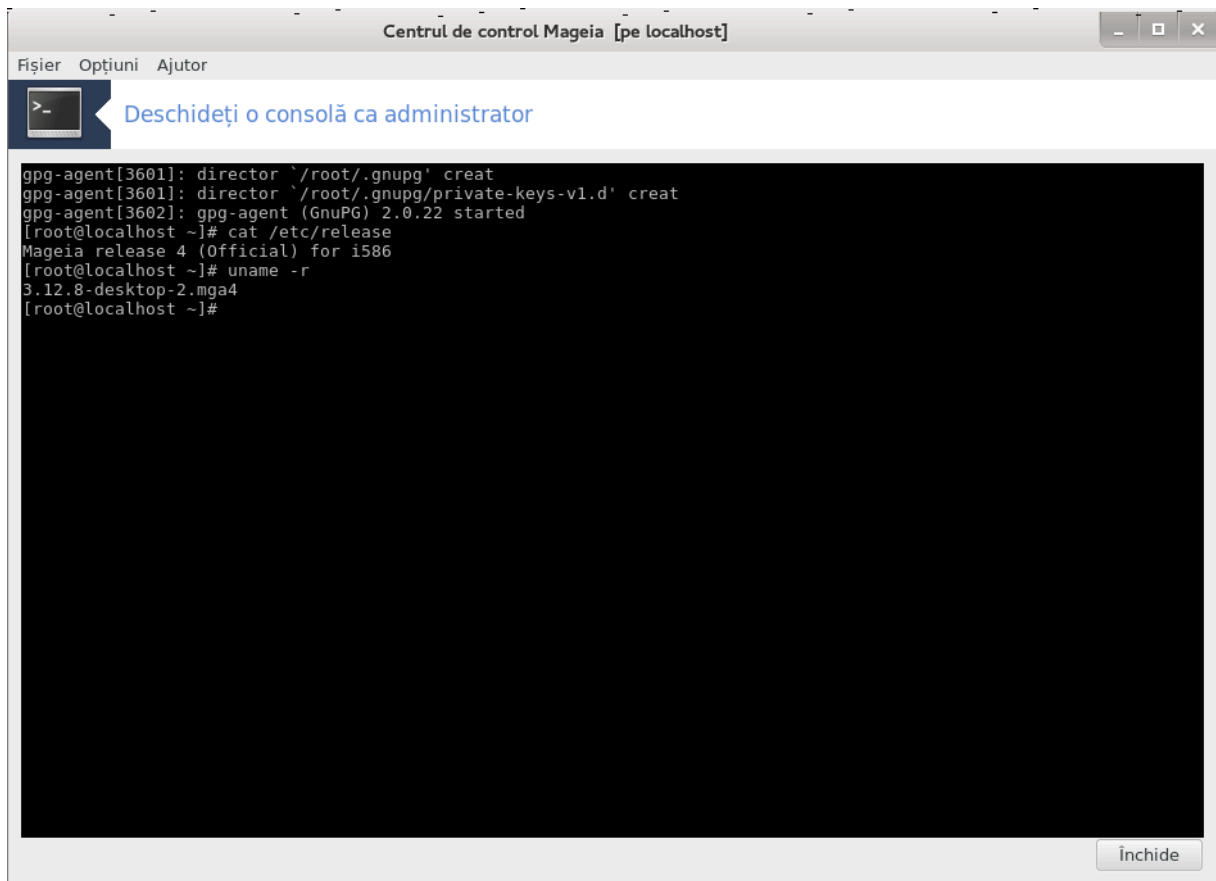 Centrul de control Mageia [pe localhost]
Fișier Opțiuni Ajutor
>_
Deschideți o consolă ca administrator
gpg-agent[3601]: director `/root/.gnupg' creat
gpg-agent[3601]: director `/root/.gnupg/private-keys-v1.d' creat
gpg-agent[3602]: gpg-agent (GnuPG) 2.0.22 started
[root@localhost ~]# cat /etc/release
Mageia release 4 (Official) for i586
[root@localhost ~]# uname -r
3.12.8-desktop-2.mga4
[root@localhost ~]#
Închide